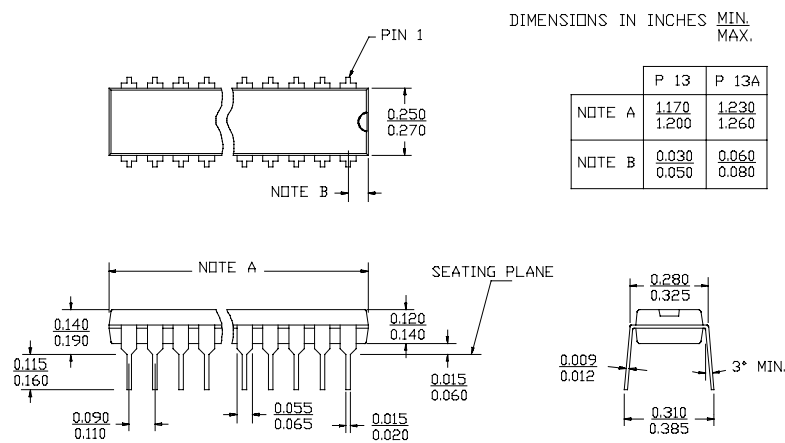 DIMENSIONS IN INCHES MIN.
MAX.
PIN 1
P 13 P 13A
NOTE A 1.170 1.230
1.200 1.260
NOTE B 0.030 0.060
0.050 0.080
0.250
0.270
NOTE B
NOTE A
SEATING PLANE
0.280
0.325
0.140
0.190
0.120
0.140
0.115
0.160
0.015
0.060
0.009
0.012
3° MIN.
0.090
0.110
0.055
0.065
0.015
0.020
0.310
0.385